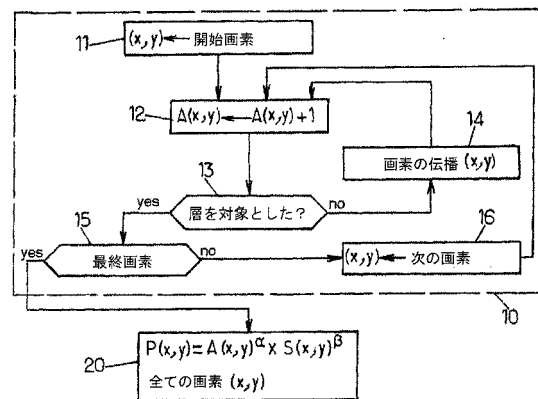 11
(x,y)← 開始画素
12
A(x,y)←A(x,y)+1
14
画素の伝播 (x,y)
13
yes
層を対象とした?
no
15
16
yes
最終画素
no
(x,y)← 次の画素
10
20
P(x,y)=A(x,y)^α x S(x,y)^β
全ての画素 (x,y)